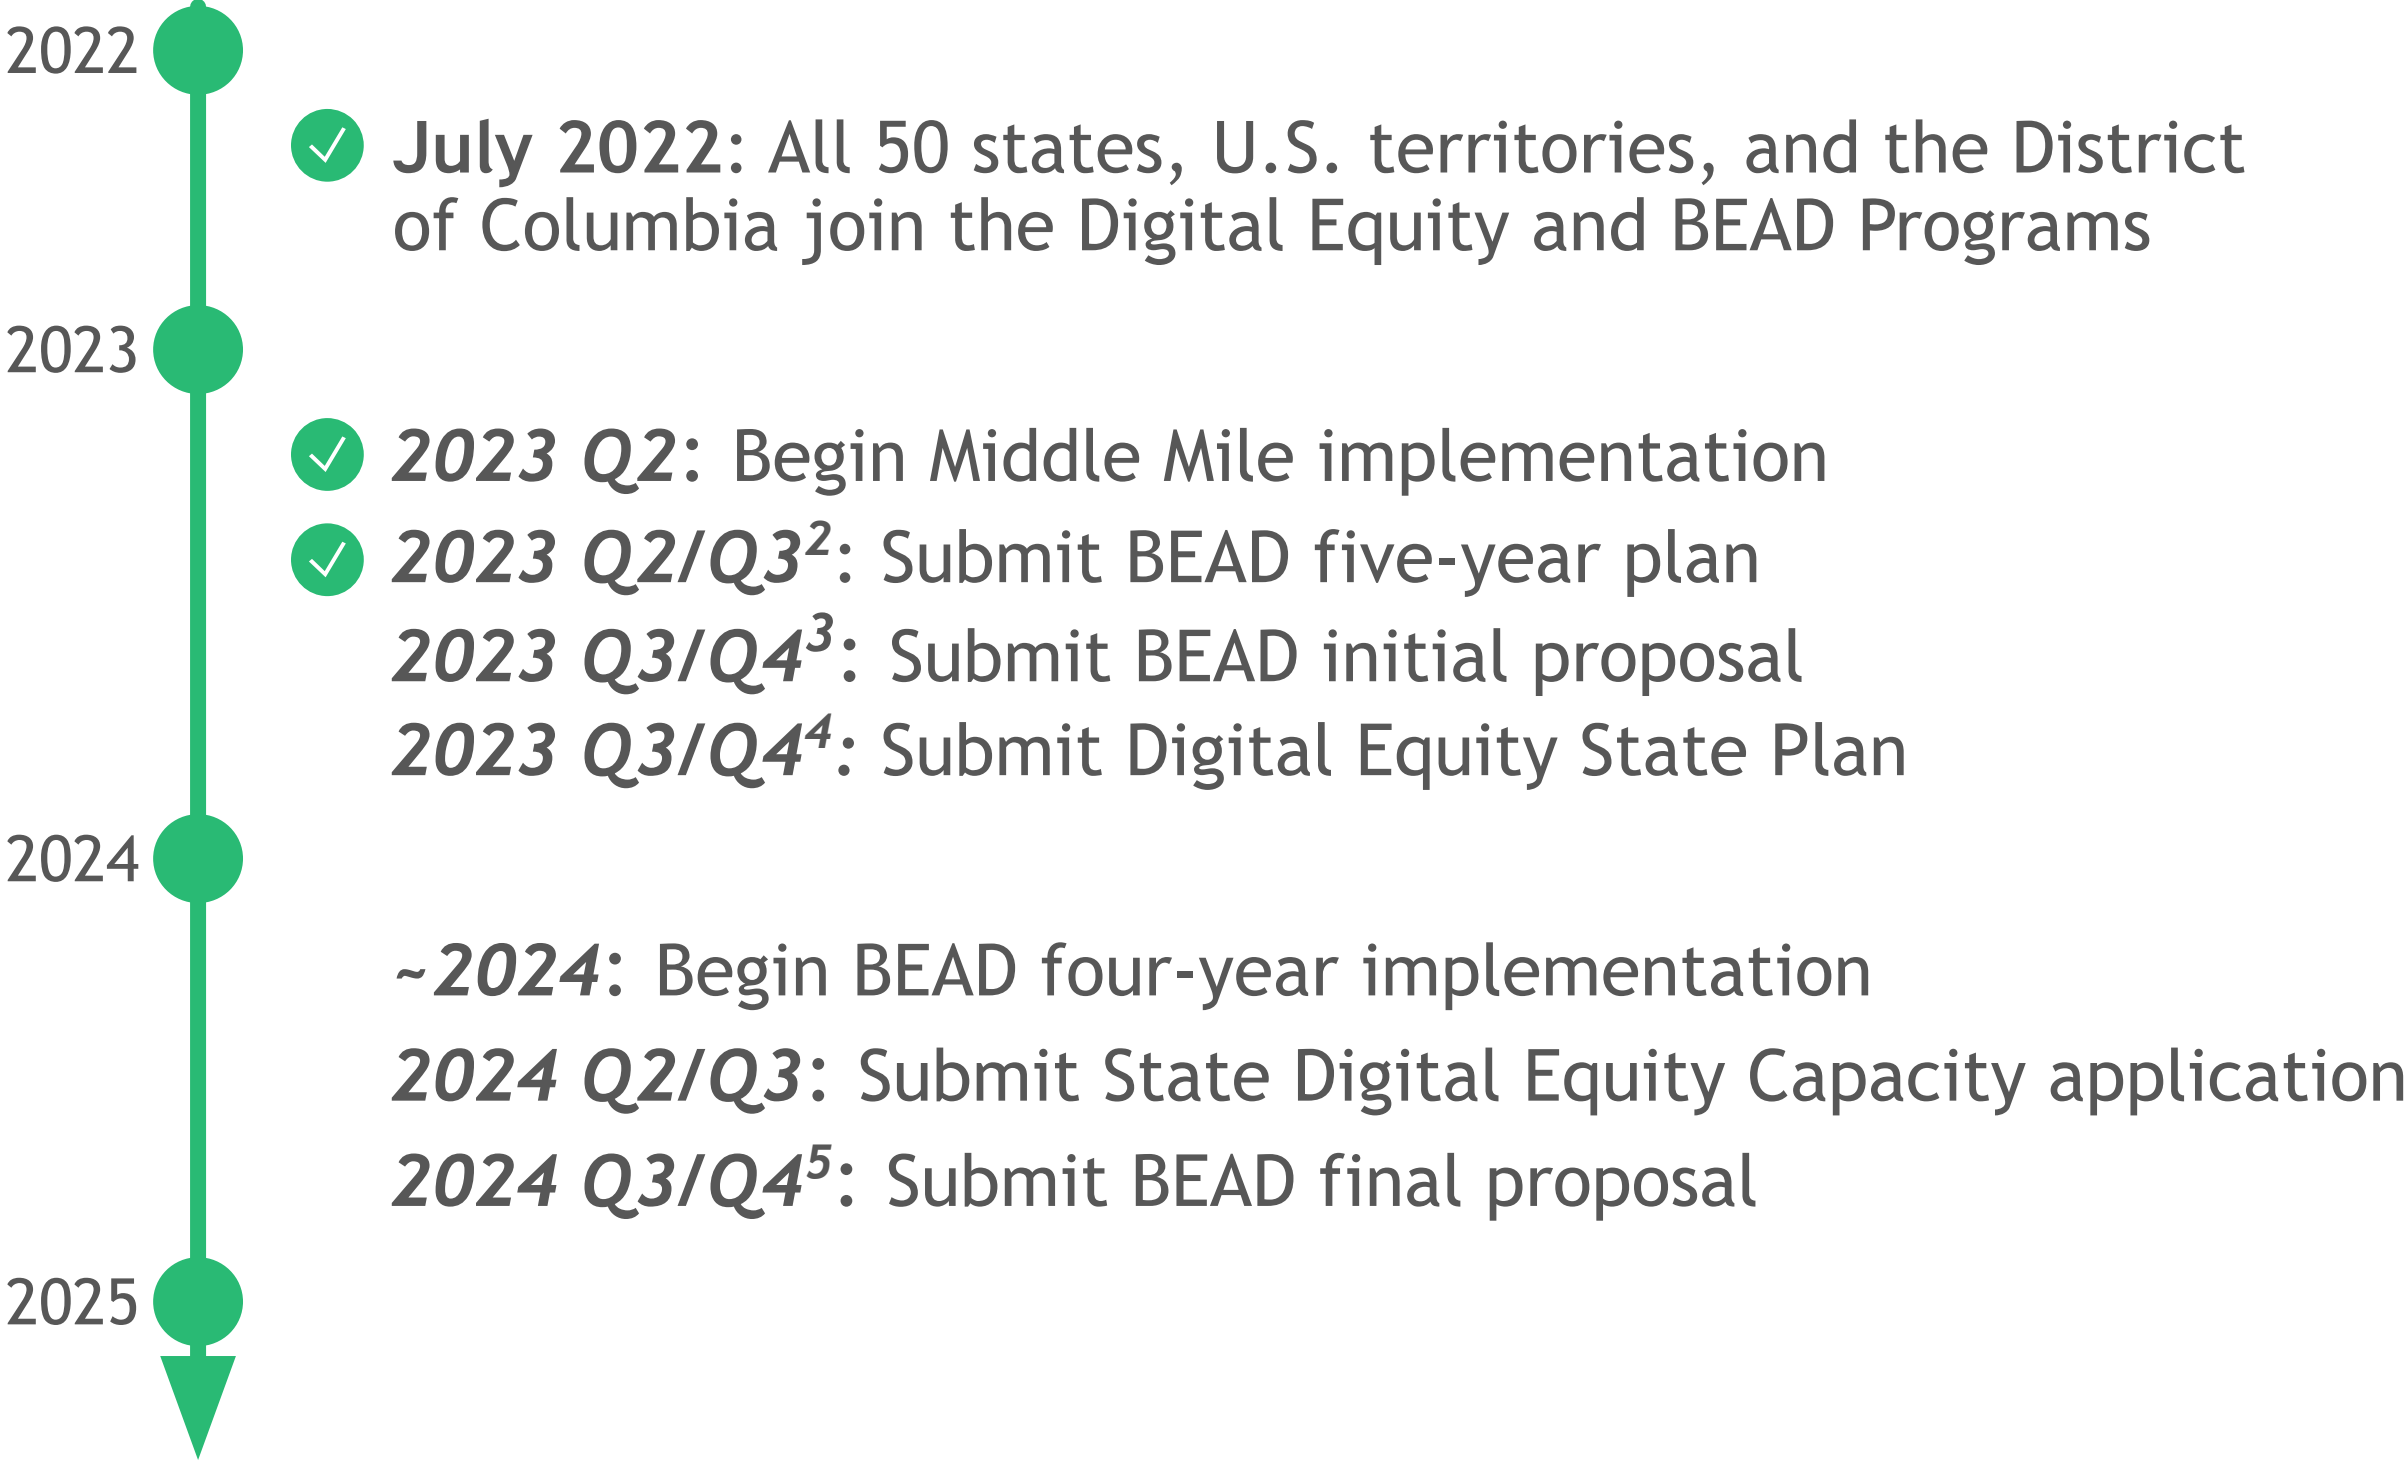 2022
July 2022: All 50 states, U.S. territories, and the District
of Columbia join the Digital Equity and BEAD Programs
2023
2023 Q2: Begin Middle Mile implementation
2023 Q2/Q3²: Submit BEAD five-year plan
2023 Q3/Q4³: Submit BEAD initial proposal
2023 Q3/Q4⁴: Submit Digital Equity State Plan
2024
~2024: Begin BEAD four-year implementation
2024 Q2/Q3: Submit State Digital Equity Capacity application
2024 Q3/Q4⁵: Submit BEAD final proposal
2025